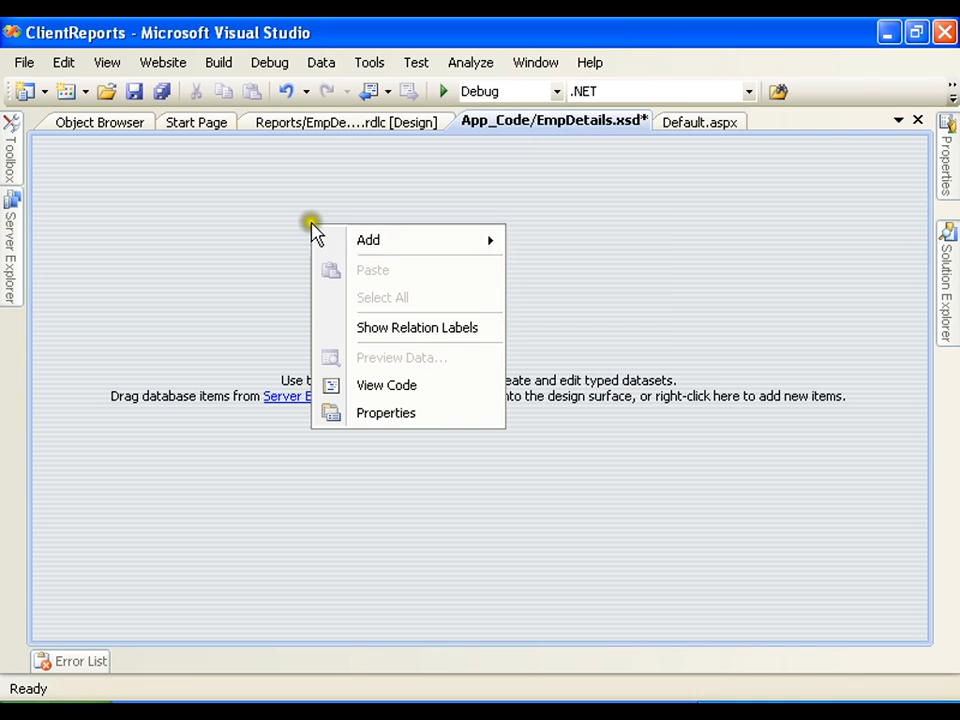 ClientReports - Microsoft Visual Studio
File Edit View Website Build Debug Data Tools Test Analyze Window Help
Debug .NET
Object Browser Start Page Reports/EmpDe....rdlc [Design] App_Code/EmpDetails.xsd* Default.aspx
Toolbox
Server Explorer
Properties
Solution Explorer
Add
Paste
Select All
Show Relation Labels
Preview Data...
View Code
Properties
Use eate and edit typed datasets.
Drag database items from Server nto the design surface, or right-click here to add new items.
Error List
Ready